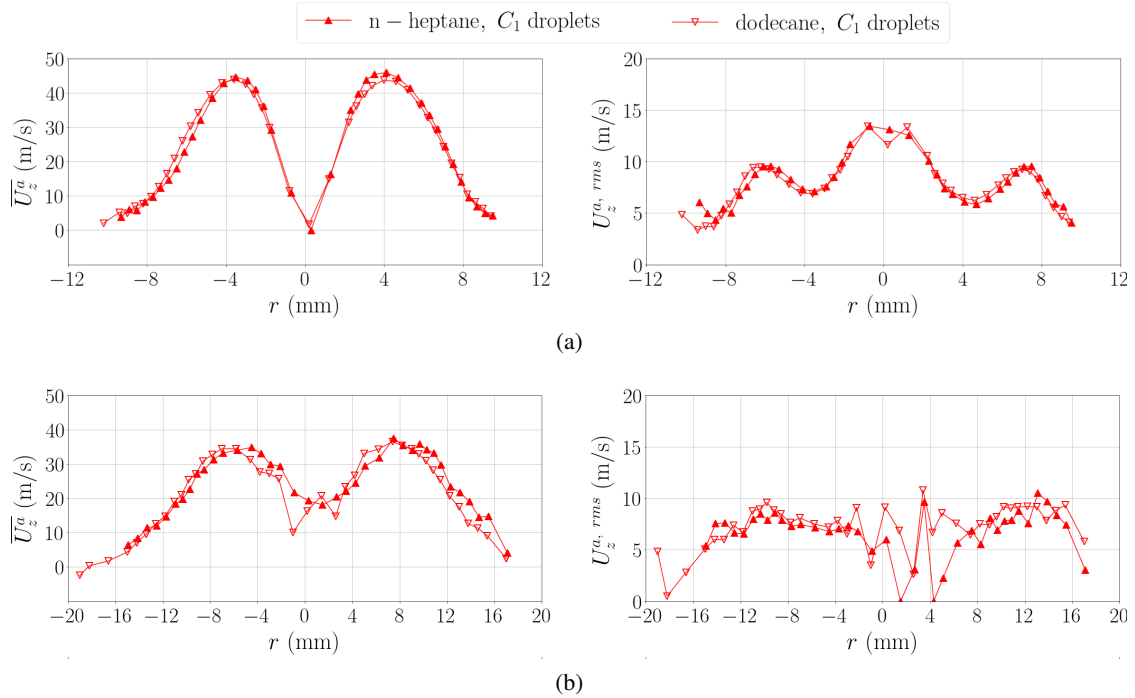 n − heptane, C₁ droplets
dodecane, C₁ droplets
50
40
30
20
10
0
−12 −8 −4 0 4 8 12
r (mm)
U̅ᵃ_z (m/s)
20
15
10
5
0
−12 −8 −4 0 4 8 12
r (mm)
U_z^{a, rms} (m/s)
(a)
50
40
30
20
10
0
−20 −16 −12 −8 −4 0 4 8 12 16 20
r (mm)
U̅ᵃ_z (m/s)
20
15
10
5
0
−20 −16 −12 −8 −4 0 4 8 12 16 20
r (mm)
U_z^{a, rms} (m/s)
(b)